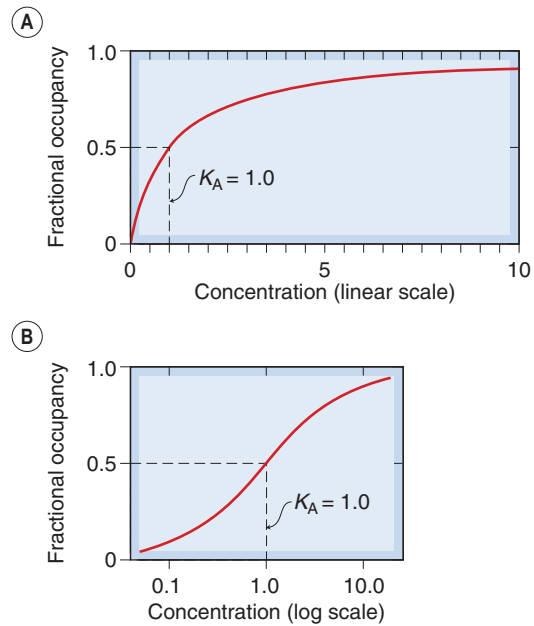 A
Fractional occupancy
1.0
0.5
0
K_A = 1.0
0 5 10
Concentration (linear scale)
B
Fractional occupancy
1.0
0.5
0
K_A = 1.0
0.1 1.0 10.0
Concentration (log scale)